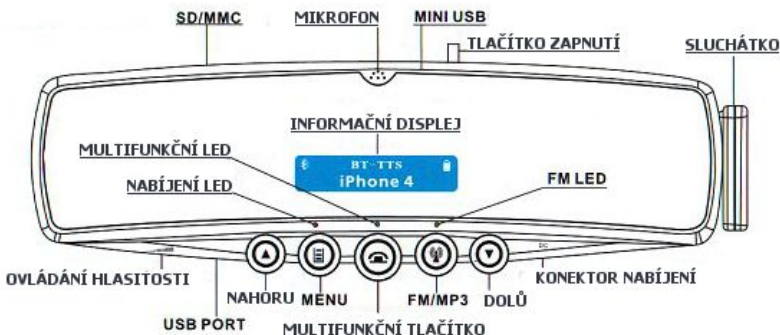 SD/MMC
MIKROFON
MINI USB
TLAČÍTKO ZAPNUTÍ
SLUCHÁTKO
INFORMAČNÍ DISPLEJ
MULTIFUNKČNÍ LED
BT-TTS
iPhone 4
NABÍJENÍ LED
FM LED
DC
OVLÁDÁNÍ HLASITOSTI
KONEKTOR NABÍJENÍ
NAHORU
MENU
FM/MP3
DOLŮ
USB PORT
MULTIFUNKČNÍ TLAČÍTKO